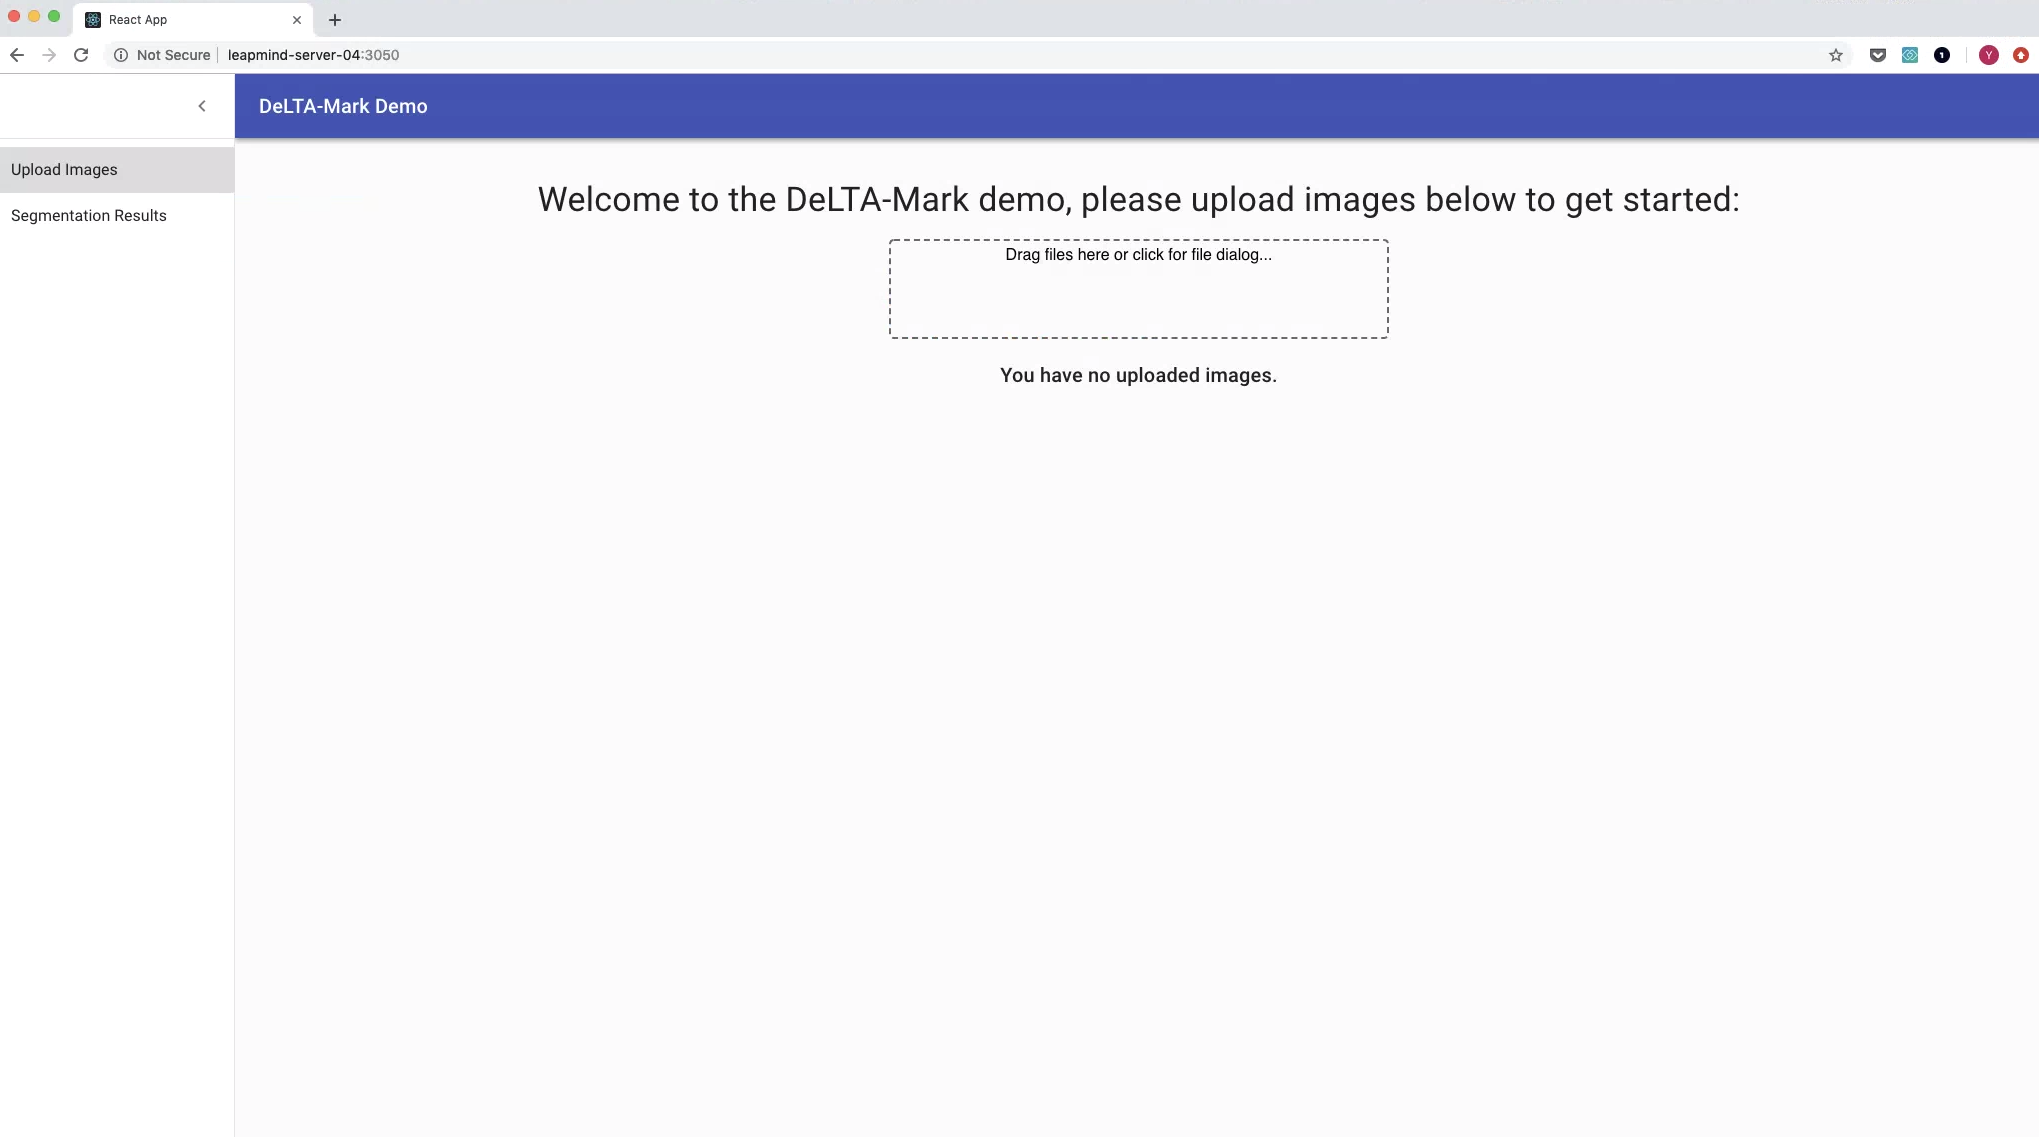 React App
Not Secure
leapmind-server-04:3050
Y
DeLTA-Mark Demo
Upload Images
Segmentation Results
Welcome to the DeLTA-Mark demo, please upload images below to get started:
Drag files here or click for file dialog...
You have no uploaded images.